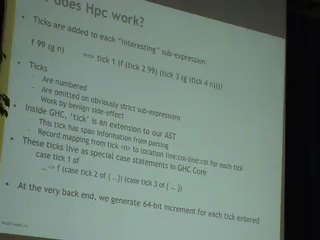 does Hpc work?
• Ticks are added to each "interesting" sub-expression
f 99 (g n) ==> tick 1 (f (tick 2 99) (tick 3 (g (tick 4 n))))
• Ticks
- Are numbered
- Are omitted on obviously strict sub-expressions
- Work by benign side-effect
• Inside GHC, 'tick' is an extension to our AST
- This tick has span information from parsing
- Record mapping from tick <n> to location line:col-line:col for each tick
• These ticks live as special case statements in GHC Core
case tick 1 of
_ -> f (case tick 2 of { .. }) (case tick 3 of { .. })
• At the very back end, we generate 64-bit increment for each tick entered